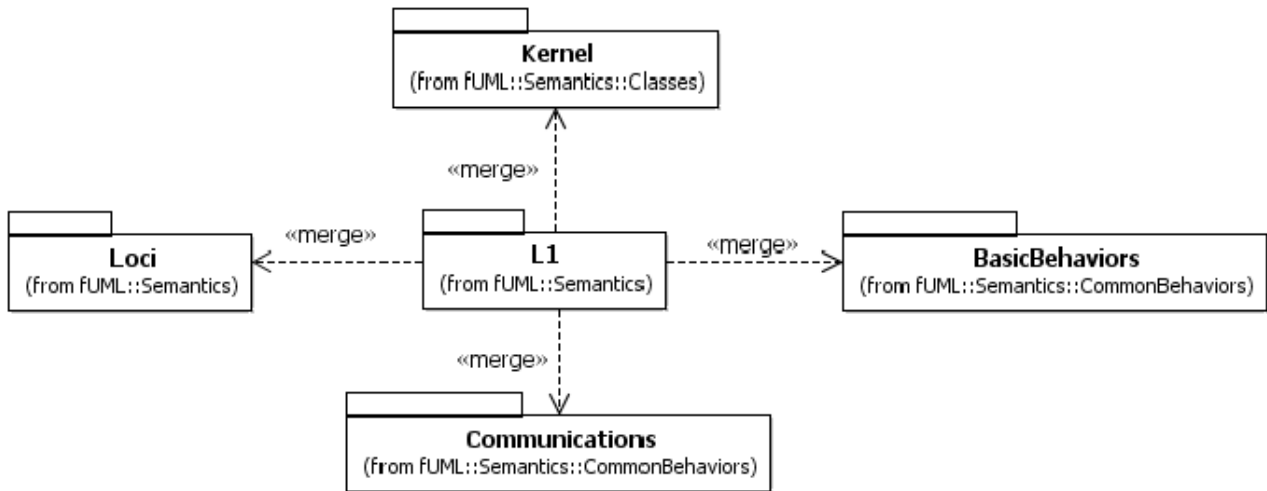 Kernel
(from fUML::Semantics::Classes)
«merge»
«merge»
«merge»
Loci
(from fUML::Semantics)
L1
(from fUML::Semantics)
BasicBehaviors
(from fUML::Semantics::CommonBehaviors)
«merge»
Communications
(from fUML::Semantics::CommonBehaviors)